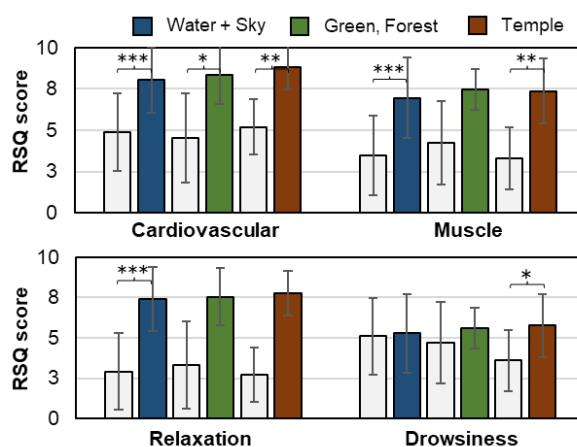 Water + Sky Green, Forest Temple
RSQ score
10
8
5
3
0
*** * ** *** **
Cardiovascular Muscle
RSQ score
10
8
5
3
0
*** *
Relaxation Drowsiness